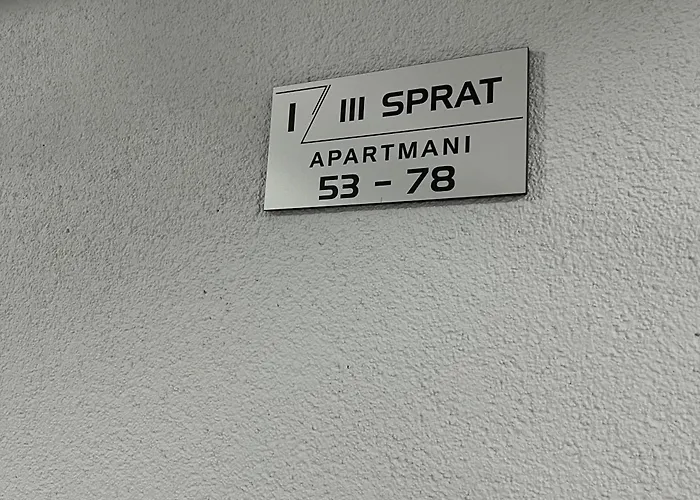 I III SPRAT
APARTMANI
53 - 78